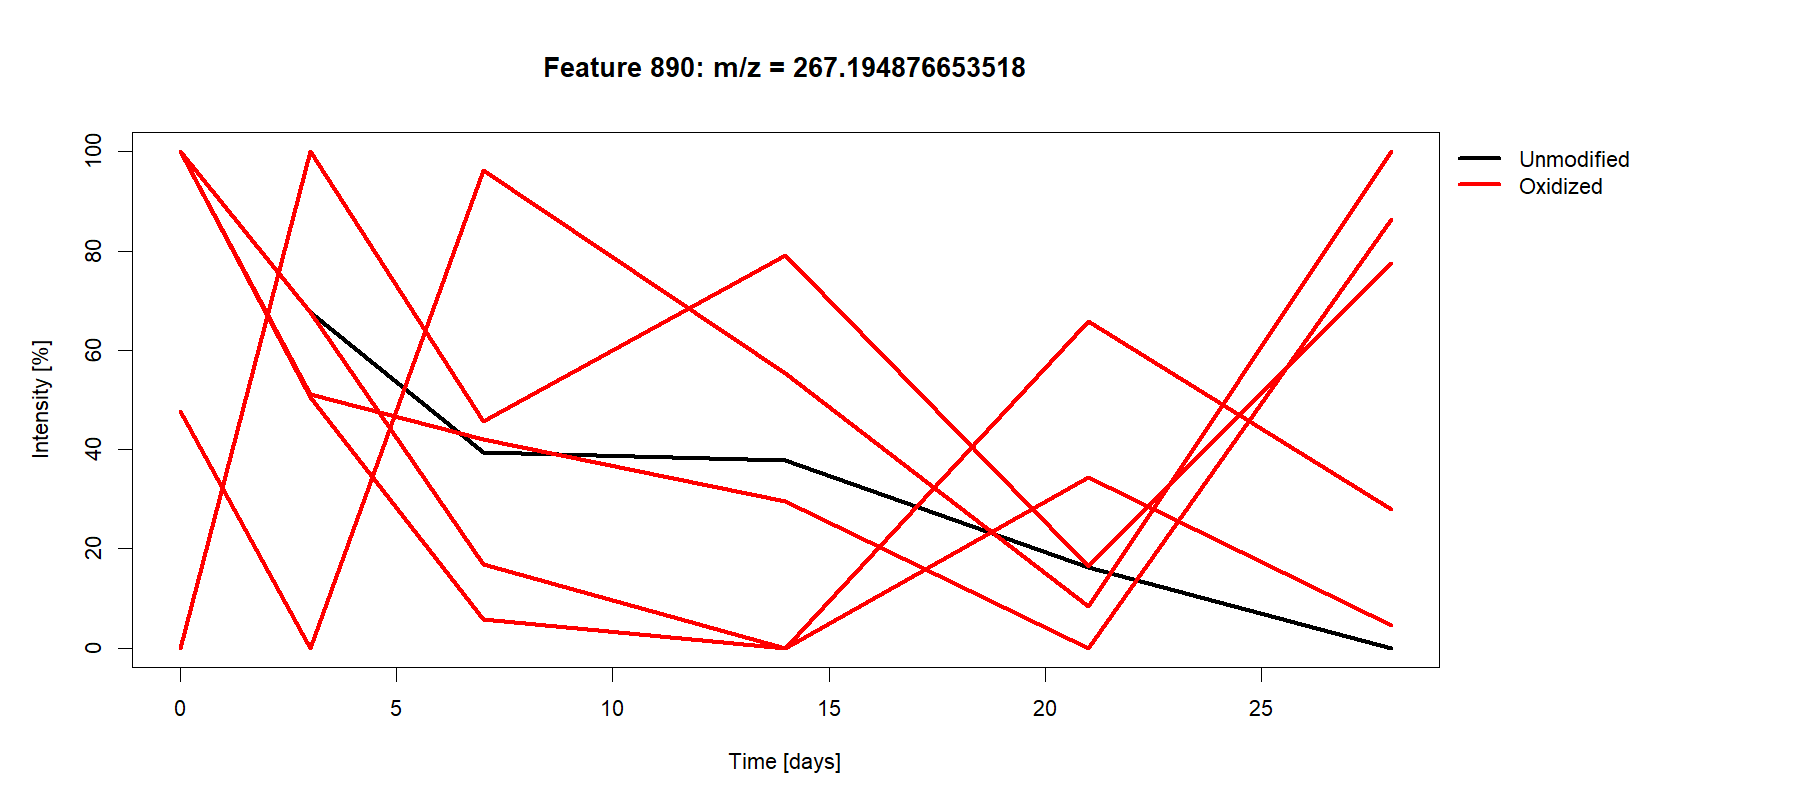 Feature 890: m/z = 267.194876653518
Unmodified
Oxidized
Intensity [%]
100
80
60
40
20
0
0 5 10 15 20 25
Time [days]